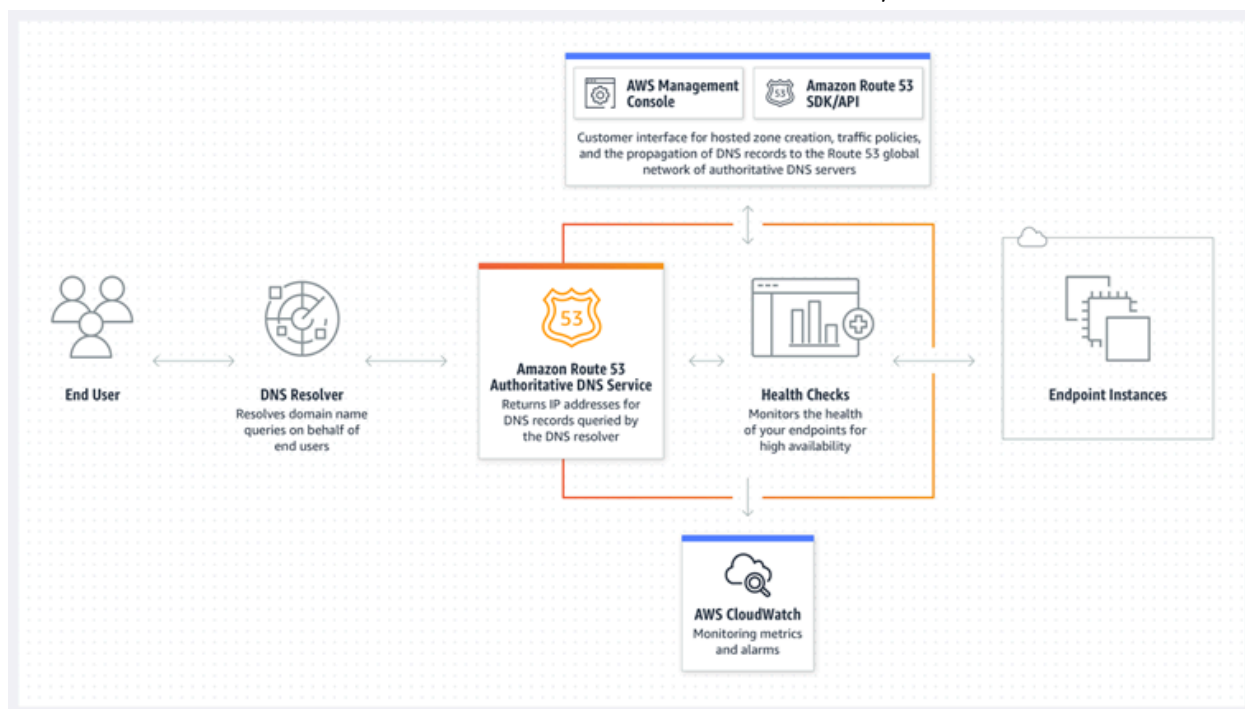 AWS Management
Console
53
Amazon Route 53
SDK/API
Customer interface for hosted zone creation, traffic policies,
and the propagation of DNS records to the Route 53 global
network of authoritative DNS servers
End User
DNS Resolver
Resolves domain name
queries on behalf of
end users
53
Amazon Route 53
Authoritative DNS Service
Returns IP addresses for
DNS records queried by
the DNS resolver
Health Checks
Monitors the health
of your endpoints for
high availability
Endpoint Instances
AWS CloudWatch
Monitoring metrics
and alarms